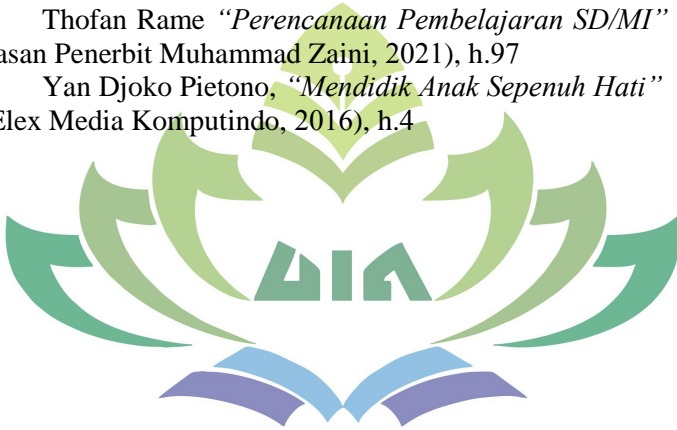 Thofan Rame “Perencanaan Pembelajaran SD/MI”
asan Penerbit Muhammad Zaini, 2021), h.97
Yan Djoko Pietono, “Mendidik Anak Sepenuh Hati”
Elex Media Komputindo, 2016), h.4
UIN